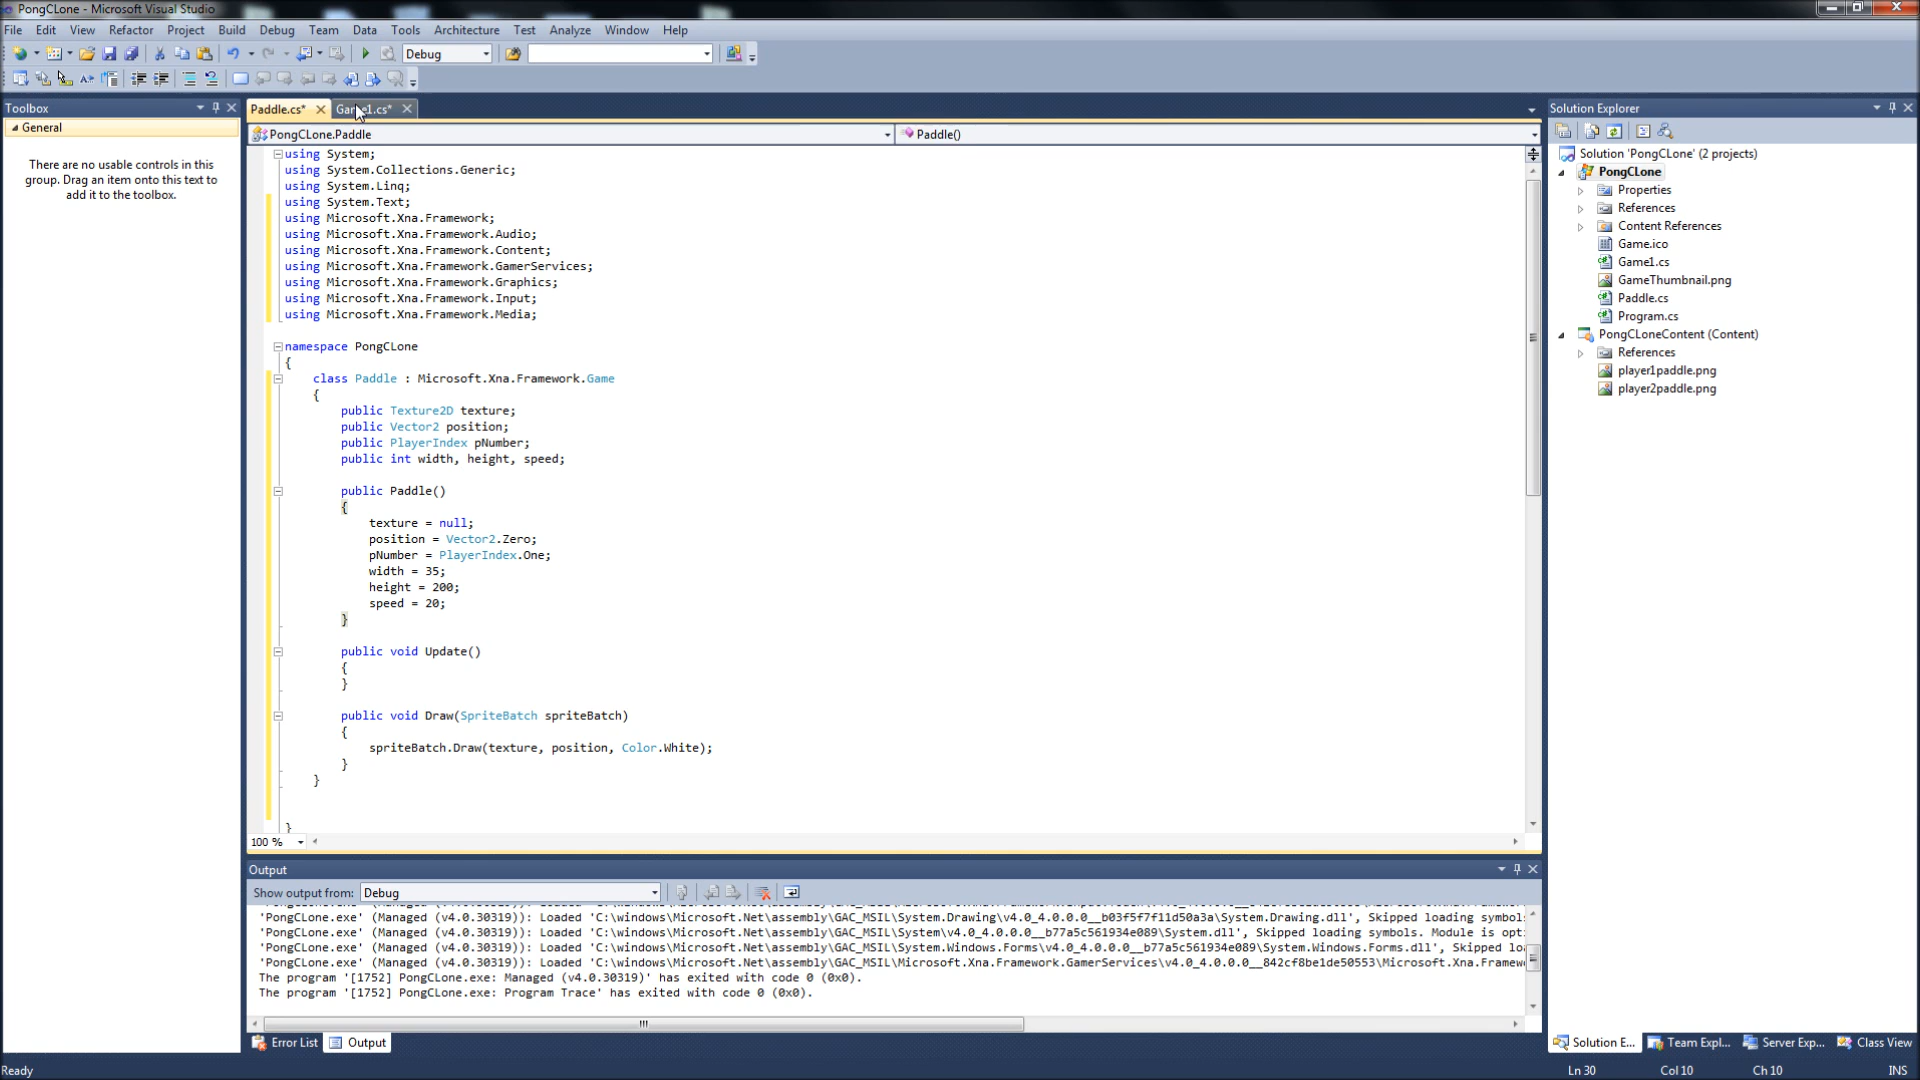 PongCLone - Microsoft Visual Studio
File Edit View Refactor Project Build Debug Team Data Tools Architecture Test Analyze Window Help
Debug
Toolbox
General
There are no usable controls in this
group. Drag an item onto this text to
add it to the toolbox.
Paddle.cs* Game1.cs*
PongCLone.Paddle Paddle()
using System;
using System.Collections.Generic;
using System.Linq;
using System.Text;
using Microsoft.Xna.Framework;
using Microsoft.Xna.Framework.Audio;
using Microsoft.Xna.Framework.Content;
using Microsoft.Xna.Framework.GamerServices;
using Microsoft.Xna.Framework.Graphics;
using Microsoft.Xna.Framework.Input;
using Microsoft.Xna.Framework.Media;
namespace PongCLone
{
class Paddle : Microsoft.Xna.Framework.Game
{
public Texture2D texture;
public Vector2 position;
public PlayerIndex pNumber;
public int width, height, speed;
public Paddle()
{
texture = null;
position = Vector2.Zero;
pNumber = PlayerIndex.One;
width = 35;
height = 200;
speed = 20;
}
public void Update()
{
}
public void Draw(SpriteBatch spriteBatch)
{
spriteBatch.Draw(texture, position, Color.White);
}
}
}
100 %
Output
Show output from: Debug
'PongCLone.exe' (Managed (v4.0.30319)): Loaded 'C:\windows\Microsoft.Net\assembly\GAC_MSIL\System.Drawing\v4.0_4.0.0.0__b03f5f7f11d50a3a\System.Drawing.dll', Skipped loading symbol
'PongCLone.exe' (Managed (v4.0.30319)): Loaded 'C:\windows\Microsoft.Net\assembly\GAC_MSIL\System\v4.0_4.0.0.0__b77a5c561934e089\System.dll', Skipped loading symbols. Module is opt
'PongCLone.exe' (Managed (v4.0.30319)): Loaded 'C:\windows\Microsoft.Net\assembly\GAC_MSIL\System.Windows.Forms\v4.0_4.0.0.0__b77a5c561934e089\System.Windows.Forms.dll', Skipped lo
'PongCLone.exe' (Managed (v4.0.30319)): Loaded 'C:\windows\Microsoft.Net\assembly\GAC_MSIL\Microsoft.Xna.Framework.GamerServices\v4.0_4.0.0.0__842cf8be1de50553\Microsoft.Xna.Framew
The program '[1752] PongCLone.exe: Managed (v4.0.30319)' has exited with code 0 (0x0).
The program '[1752] PongCLone.exe: Program Trace' has exited with code 0 (0x0).
Error List Output
Solution Explorer
Solution 'PongCLone' (2 projects)
PongCLone
Properties
References
Content References
Game.ico
Game1.cs
GameThumbnail.png
Paddle.cs
Program.cs
PongCLoneContent (Content)
References
player1paddle.png
player2paddle.png
Solution E... Team Expl... Server Exp... Class View
Ready Ln 30 Col 10 Ch 10 INS